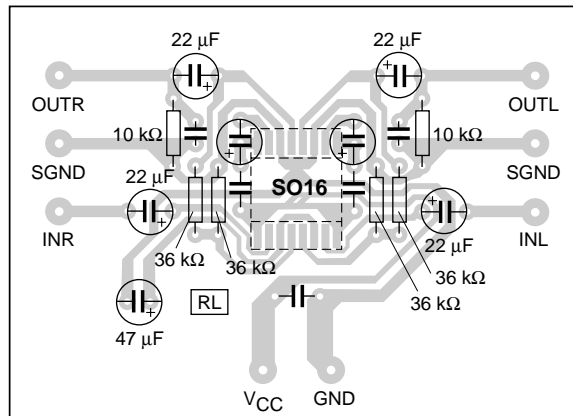 22 µF
22 µF
OUTR
OUTL
10 kΩ
10 kΩ
SGND
SGND
22 µF
SO16
INR
INL
22 µF
36 kΩ
36 kΩ
36 kΩ
36 kΩ
RL
47 µF
VCC
GND